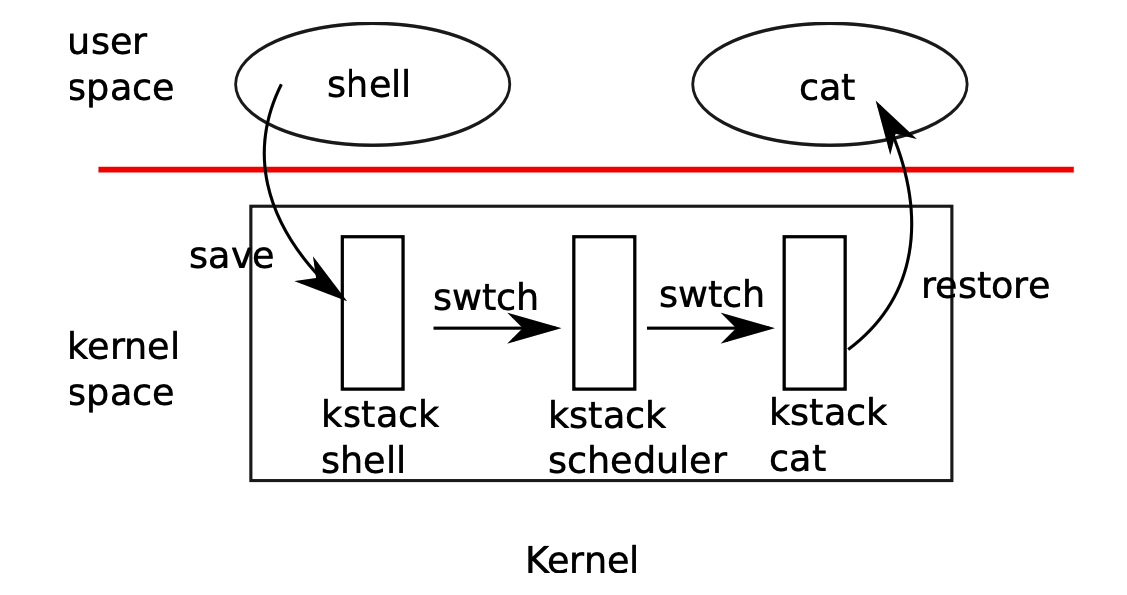 user
space
shell
cat
save
swtch
swtch
restore
kernel
space
kstack
shell
kstack
scheduler
kstack
cat
Kernel